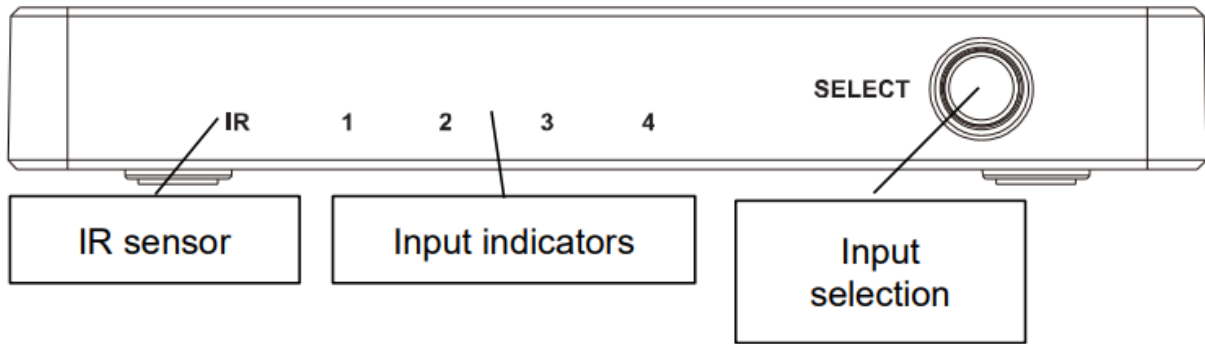 SELECT
IR 1 2 3 4
IR sensor
Input indicators
Input
selection